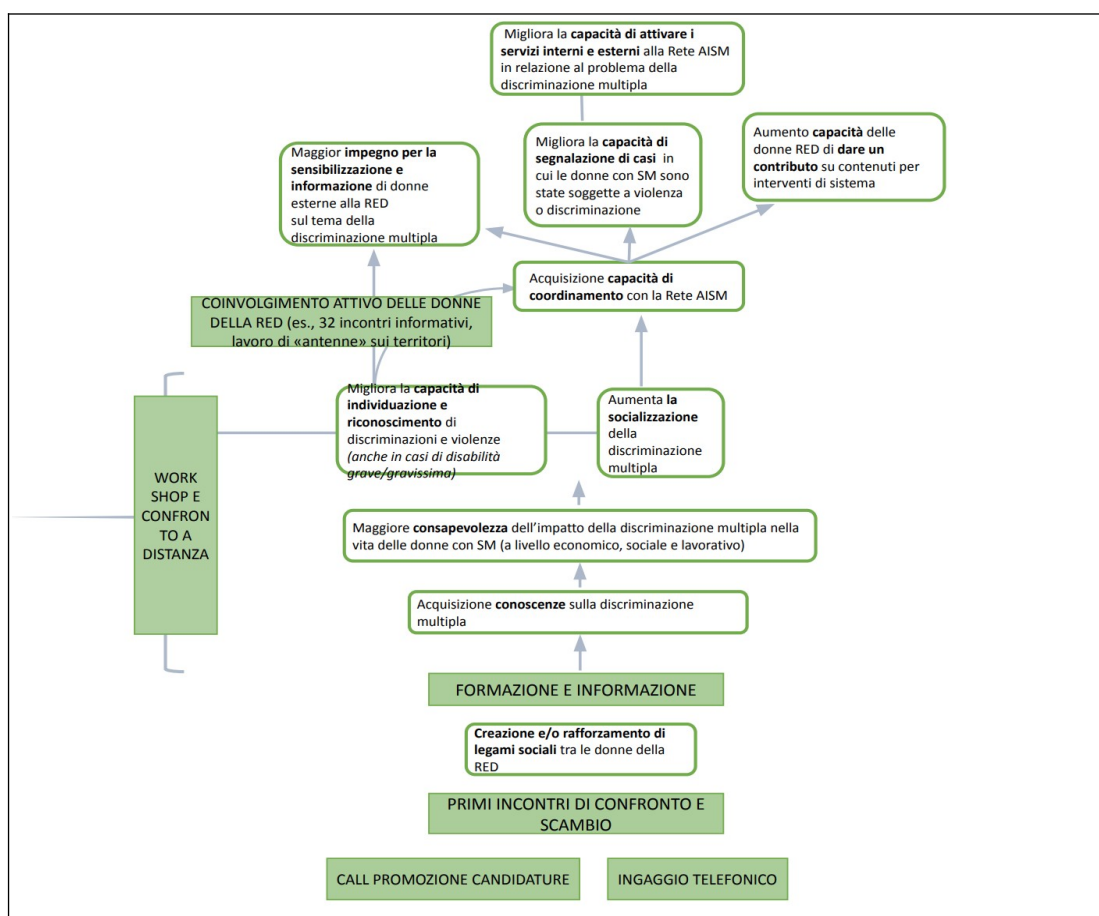 Migliora la capacità di attivare i
servizi interni e esterni alla Rete AISM
in relazione al problema della
discriminazione multipla
Maggior impegno per la
sensibilizzazione e
informazione di donne
esterne alla RED
sul tema della
discriminazione multipla
Migliora la capacità di
segnalazione di casi in
cui le donne con SM sono
state soggette a violenza
o discriminazione
Aumento capacità delle
donne RED di dare un
contributo su contenuti per
interventi di sistema
Acquisizione capacità di
coordinamento con la Rete AISM
COINVOLGIMENTO ATTIVO DELLE DONNE
DELLA RED (es., 32 incontri informativi,
lavoro di «antenne» sui territori)
Migliora la capacità di
individuazione e
riconoscimento di
discriminazioni e violenze
(anche in casi di disabilità
grave/gravissima)
Aumenta la
socializzazione
della
discriminazione
multipla
WORK
SHOP E
CONFRON
TO A
DISTANZA
Maggiore consapevolezza dell’impatto della discriminazione multipla nella
vita delle donne con SM (a livello economico, sociale e lavorativo)
Acquisizione conoscenze sulla discriminazione
multipla
FORMAZIONE E INFORMAZIONE
Creazione e/o rafforzamento di
legami sociali tra le donne della
RED
PRIMI INCONTRI DI CONFRONTO E
SCAMBIO
CALL PROMOZIONE CANDIDATURE
INGAGGIO TELEFONICO